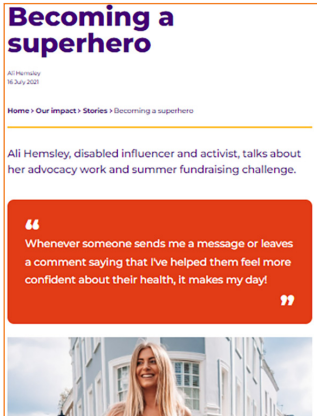 Becoming a
superhero
Ali Hemsley
16 July 2021
Home > Our impact > Stories > Becoming a superhero
Ali Hemsley, disabled influencer and activist, talks about
her advocacy work and summer fundraising challenge.
“
Whenever someone sends me a message or leaves
a comment saying that I've helped them feel more
confident about their health, it makes my day!
”